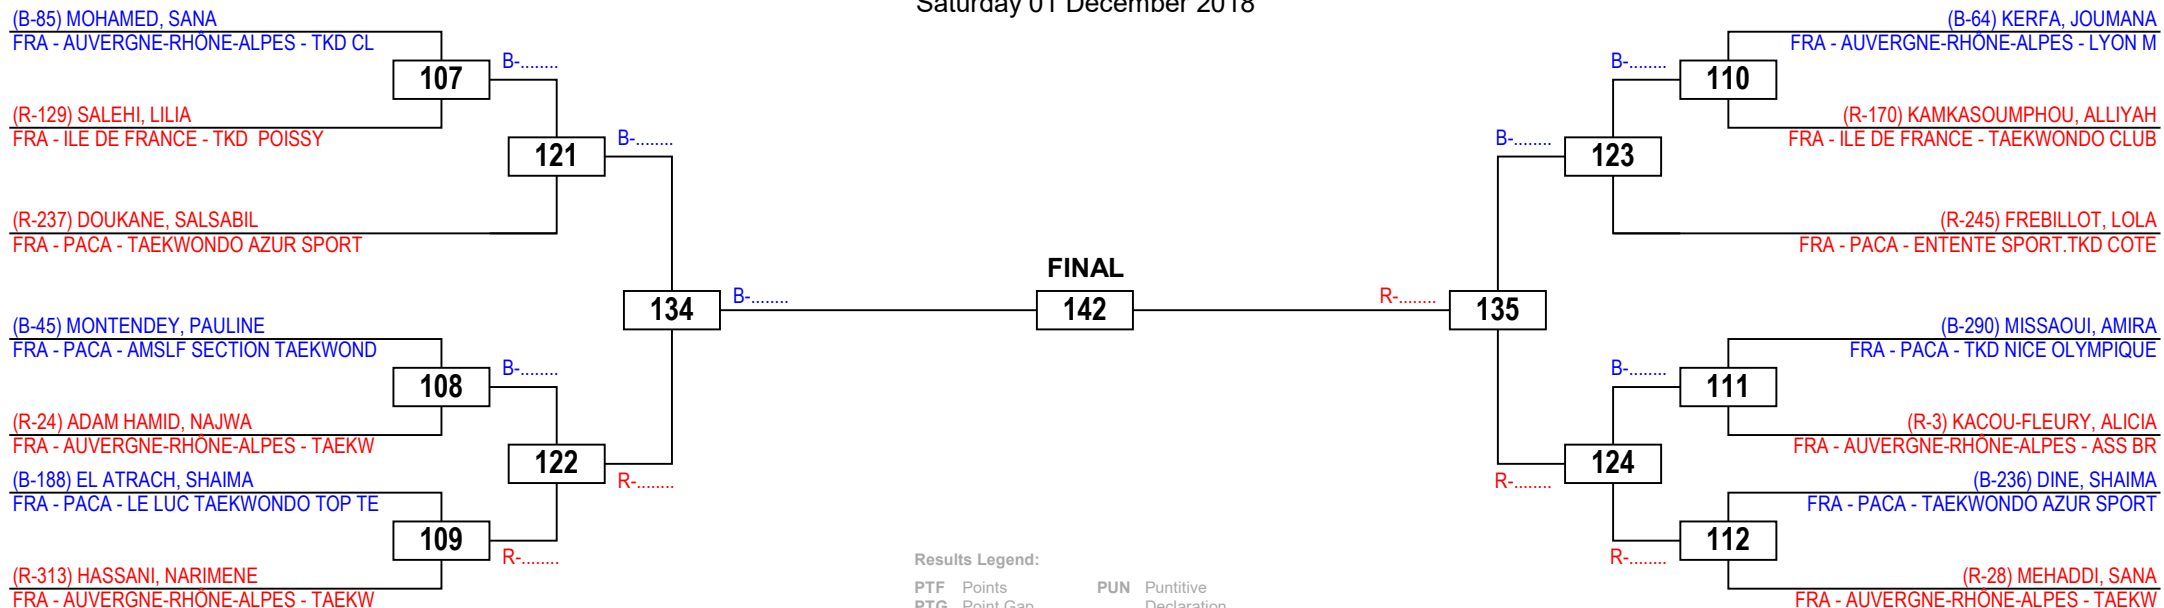 Saturday 01 December 2018
(B-85) MOHAMED, SANA
FRA - AUVERGNE-RHÔNE-ALPES - TKD CL
107
B-........
(R-129) SALEHI, LILIA
FRA - ILE DE FRANCE - TKD  POISSY
121
B-........
(R-237) DOUKANE, SALSABIL
FRA - PACA - TAEKWONDO AZUR SPORT
134
B-........
(B-45) MONTENDEY, PAULINE
FRA - PACA - AMSLF SECTION TAEKWOND
108
B-........
(R-24) ADAM HAMID, NAJWA
FRA - AUVERGNE-RHÔNE-ALPES - TAEKW
122
R-........
(B-188) EL ATRACH, SHAIMA
FRA - PACA - LE LUC TAEKWONDO TOP TE
109
R-........
(R-313) HASSANI, NARIMENE
FRA - AUVERGNE-RHÔNE-ALPES - TAEKW
FINAL
142
(B-64) KERFA, JOUMANA
FRA - AUVERGNE-RHÔNE-ALPES - LYON M
B-........
110
(R-170) KAMKASOUMPHOU, ALLIYAH
FRA - ILE DE FRANCE - TAEKWONDO CLUB
B-........
123
(R-245) FREBILLOT, LOLA
FRA - PACA - ENTENTE SPORT.TKD COTE
R-........
135
(B-290) MISSAOUI, AMIRA
FRA - PACA - TKD NICE OLYMPIQUE
B-........
111
(R-3) KACOU-FLEURY, ALICIA
FRA - AUVERGNE-RHÔNE-ALPES - ASS BR
124
R-........
(B-236) DINE, SHAIMA
FRA - PACA - TAEKWONDO AZUR SPORT
112
R-........
(R-28) MEHADDI, SANA
FRA - AUVERGNE-RHÔNE-ALPES - TAEKW
Results Legend:
PTF Points PUN Puntitive
PTG Point Gap Declaration